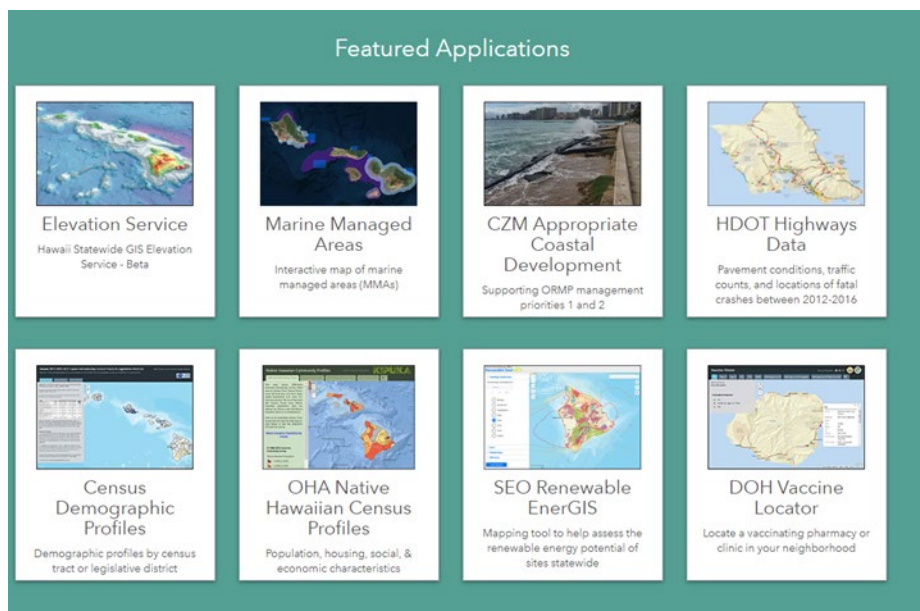 Featured Applications
Elevation Service
Hawaii Statewide GIS Elevation
Service - Beta
Marine Managed
Areas
Interactive map of marine
managed areas (MMAs)
CZM Appropriate
Coastal
Development
Supporting ORMP management
priorities 1 and 2
HDOT Highways
Data
Pavement conditions, traffic
counts, and locations of fatal
crashes between 2012-2016
Census
Demographic
Profiles
Demographic profiles by census
tract or legislative district
OHA Native
Hawaiian Census
Profiles
Population, housing, social, &
economic characteristics
SEO Renewable
EnerGIS
Mapping tool to help assess the
renewable energy potential of
sites statewide
DOH Vaccine
Locator
Locate a vaccinating pharmacy or
clinic in your neighborhood